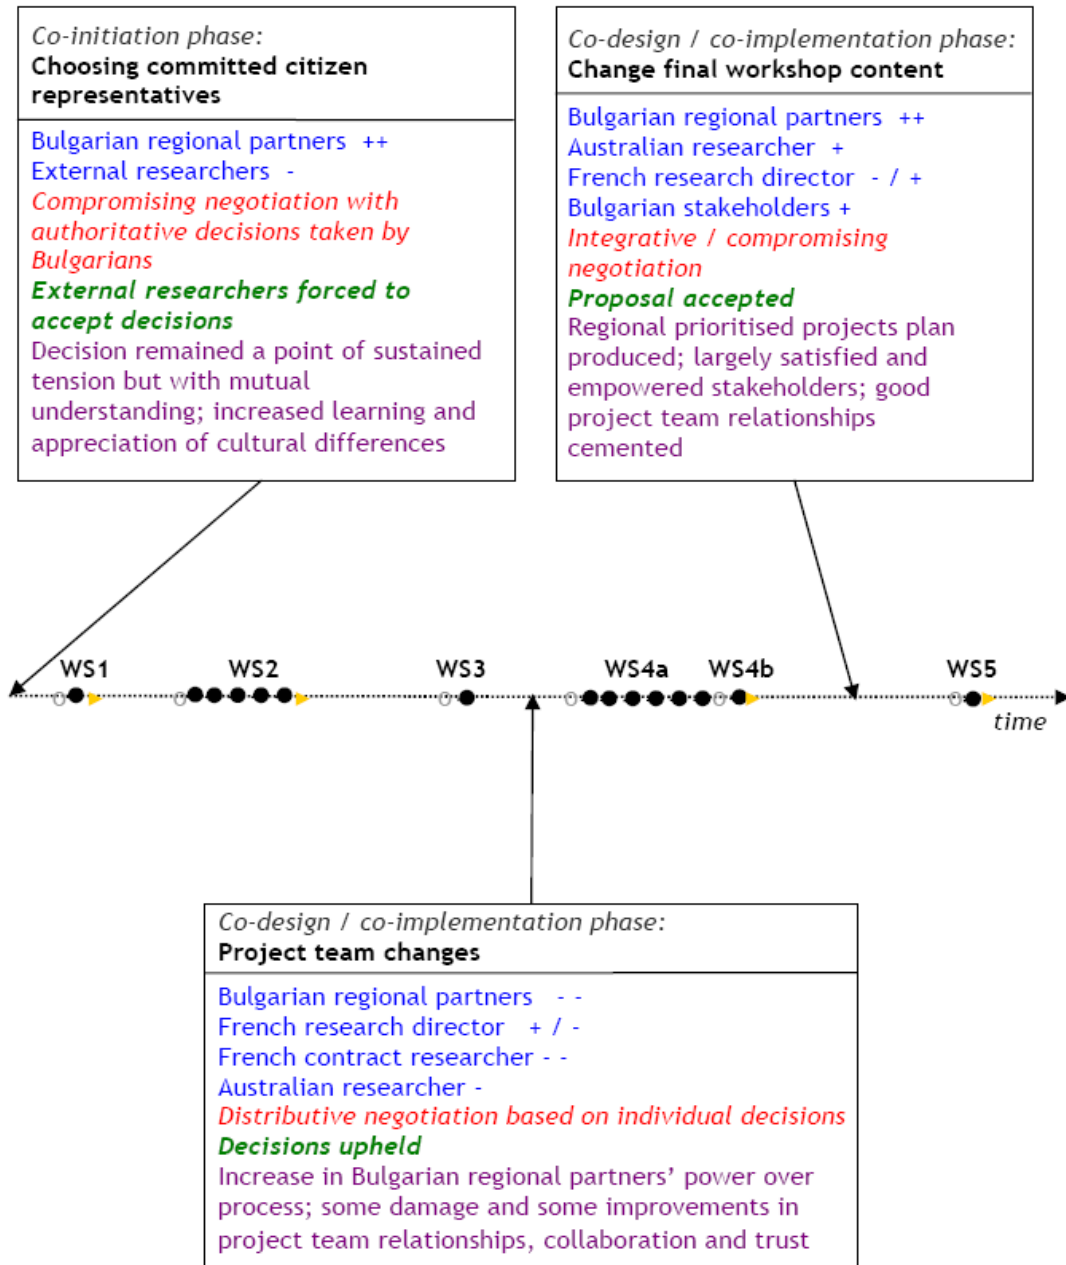 Co-initiation phase:
Choosing committed citizen
representatives
Bulgarian regional partners ++
External researchers -
Compromising negotiation with
authoritative decisions taken by
Bulgarians
External researchers forced to
accept decisions
Decision remained a point of sustained
tension but with mutual
understanding; increased learning and
appreciation of cultural differences
Co-design / co-implementation phase:
Change final workshop content
Bulgarian regional partners ++
Australian researcher +
French research director - / +
Bulgarian stakeholders +
Integrative / compromising
negotiation
Proposal accepted
Regional prioritised projects plan
produced; largely satisfied and
empowered stakeholders; good
project team relationships
cemented
WS1 WS2 WS3 WS4a WS4b WS5
time
Co-design / co-implementation phase:
Project team changes
Bulgarian regional partners - -
French research director + / -
French contract researcher - -
Australian researcher -
Distributive negotiation based on individual decisions
Decisions upheld
Increase in Bulgarian regional partners’ power over
process; some damage and some improvements in
project team relationships, collaboration and trust